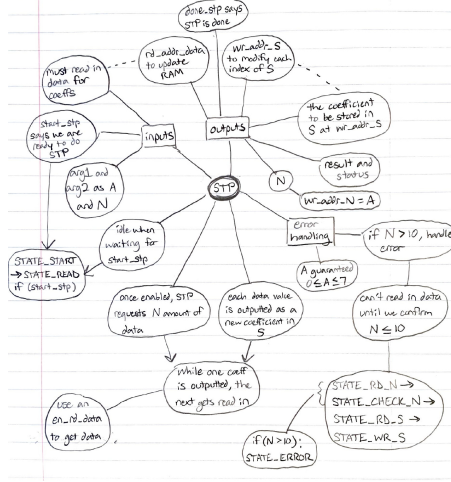 done_stp says
STP is done
rd_addr_data
to update
RAM
wr_addr_S
to modify each
index of S
must read in
data for
coeffs
start_stp
says we are
ready to do
STP
inputs
outputs
the coefficient
to be stored in
S at wr_addr_S
arg1 and
arg2 as A
and N
STP
N
result and
status
wr_addr_N = A
idle when
waiting for
start_stp
error
handling
if N > 10, handle
error
STATE_START
→ STATE_READ
if (start_stp)
A guaranteed
0 ≤ A ≤ 7
once enabled, STP
requests N amount of
data
each data value
is outputted as a
new coefficient in
S
can't read in data
until we confirm
N ≤ 10
While one coeff
is outputted, the
next gets read in
use an
en_rd_data
to get data
STATE_RD_N →
STATE_CHECK_N →
STATE_RD_S →
STATE_WR_S
if (N > 10):
STATE_ERROR